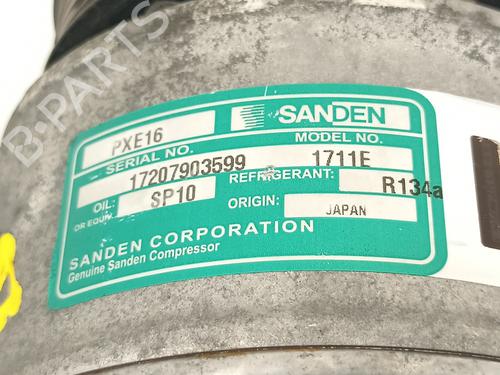 SANDEN
PXE16
SERIAL NO.
MODEL NO.
17207903599
1711E
OIL:
OR EQUIV.
SP10
REFRIGERANT:
R134a
ORIGIN:
JAPAN
SANDEN CORPORATION
Genuine Sanden Compressor
B-PARTS